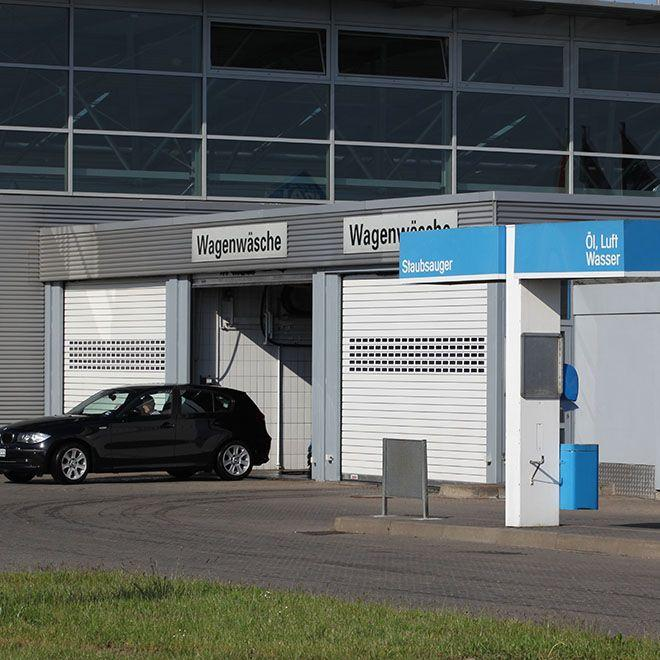 Wagenwäsche
Wagenwäsche
Staubsauger
Öl, Luft
Wasser